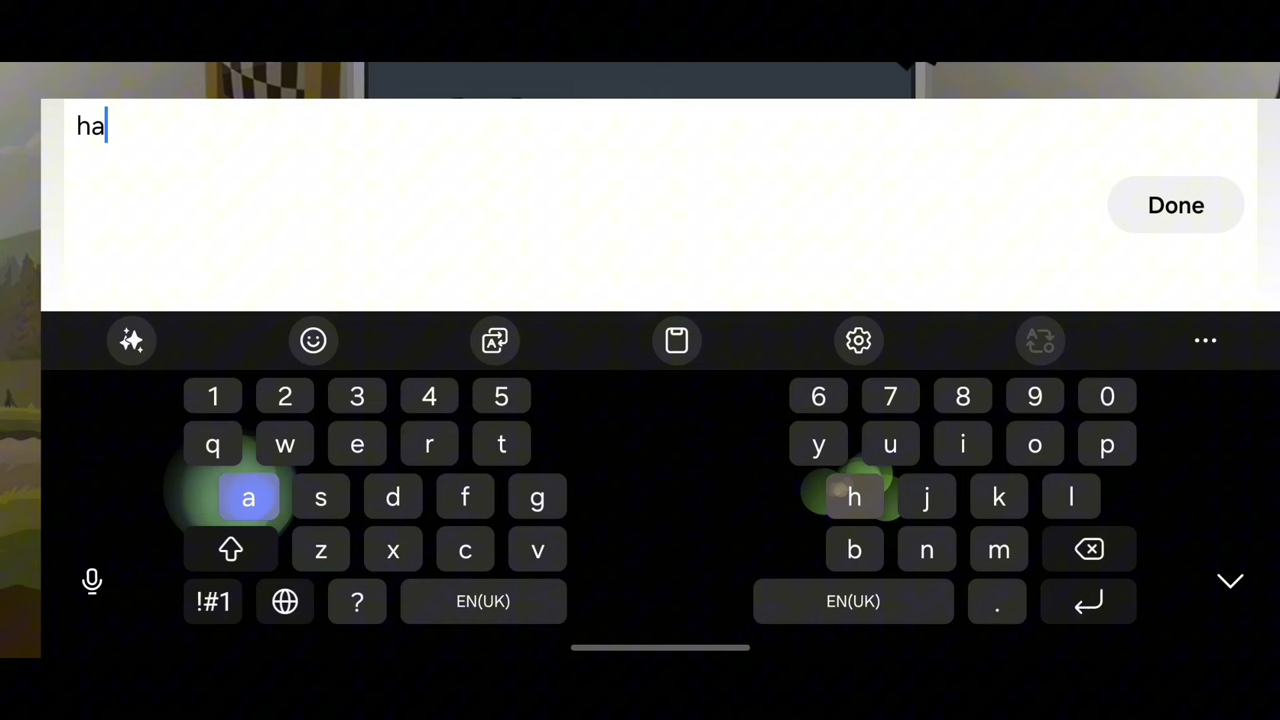 ha
Done
1 2 3 4 5 6 7 8 9 0
q w e r t y u i o p
a s d f g h j k l
z x c v b n m
!#1 ? EN(UK) EN(UK) .